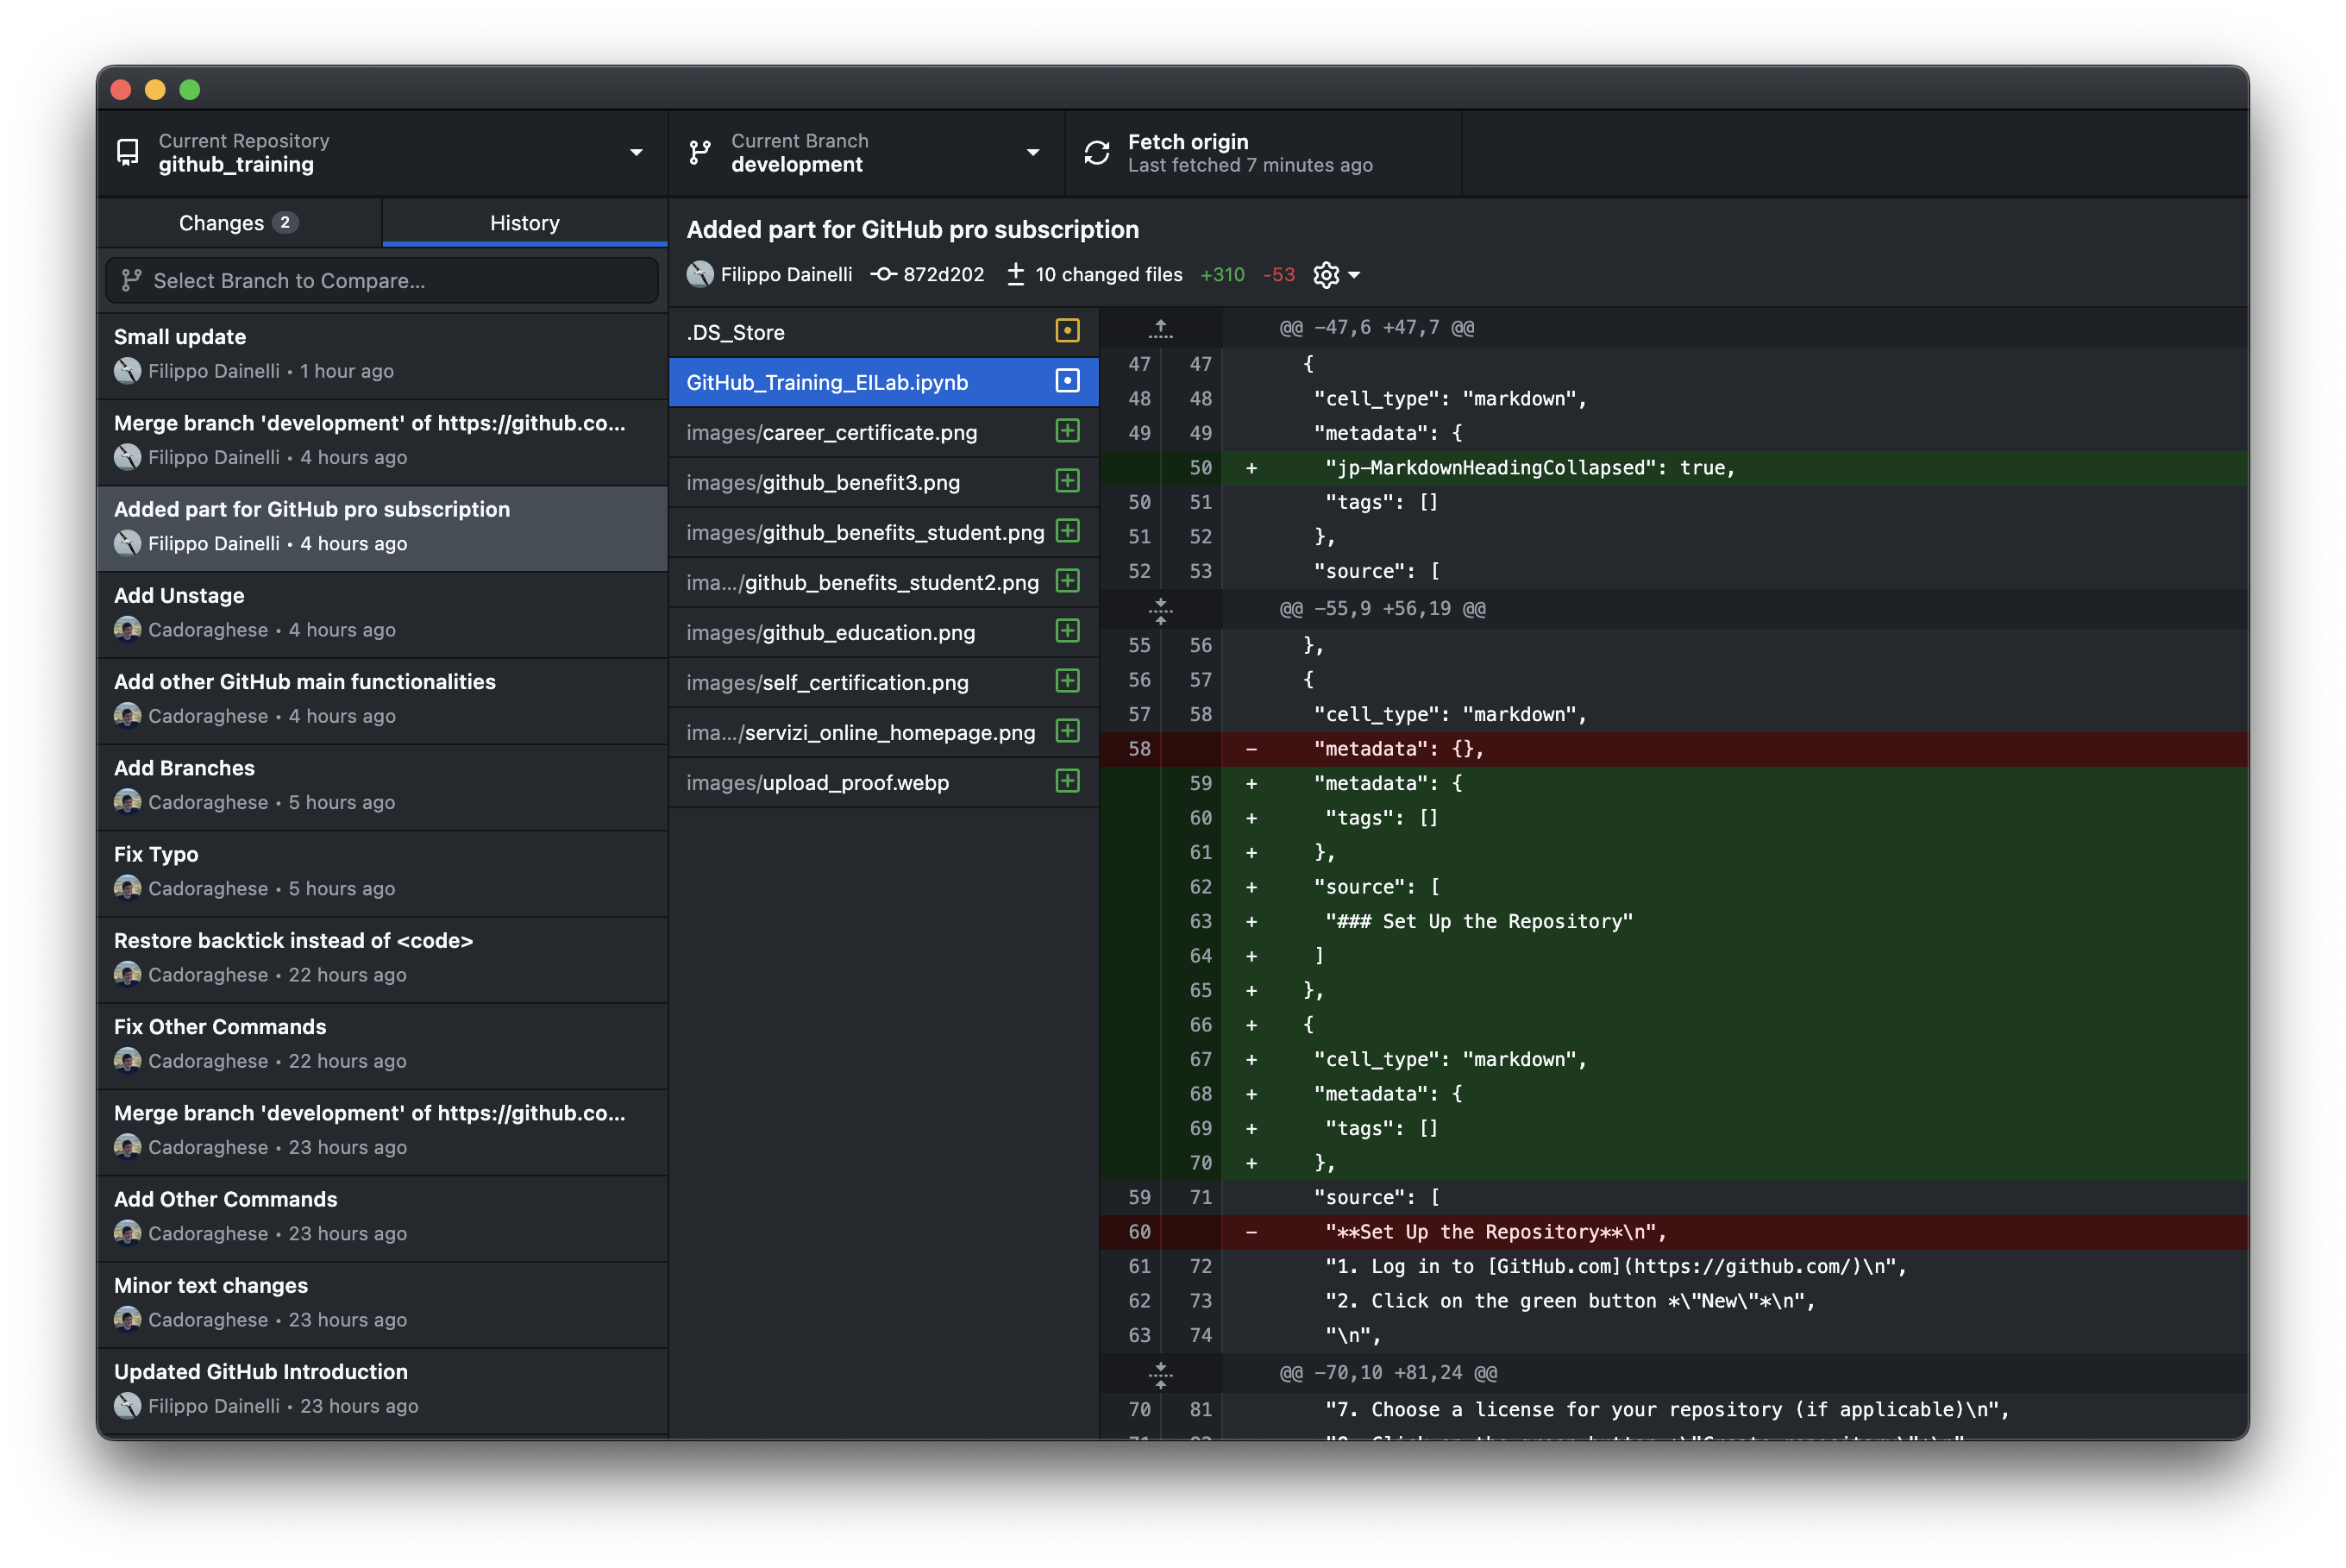 Current Repository
github_training
Current Branch
development
Fetch origin
Last fetched 7 minutes ago
Changes 2
History
Select Branch to Compare...
Small update
Filippo Dainelli • 1 hour ago
Merge branch 'development' of https://github.co...
Filippo Dainelli • 4 hours ago
Added part for GitHub pro subscription
Filippo Dainelli • 4 hours ago
Add Unstage
Cadoraghese • 4 hours ago
Add other GitHub main functionalities
Cadoraghese • 4 hours ago
Add Branches
Cadoraghese • 5 hours ago
Fix Typo
Cadoraghese • 5 hours ago
Restore backtick instead of <code>
Cadoraghese • 22 hours ago
Fix Other Commands
Cadoraghese • 22 hours ago
Merge branch 'development' of https://github.co...
Cadoraghese • 23 hours ago
Add Other Commands
Cadoraghese • 23 hours ago
Minor text changes
Cadoraghese • 23 hours ago
Updated GitHub Introduction
Filippo Dainelli • 23 hours ago
Added part for GitHub pro subscription
Filippo Dainelli 872d202 10 changed files +310 -53
.DS_Store
GitHub_Training_EILab.ipynb
images/career_certificate.png
images/github_benefit3.png
images/github_benefits_student.png
ima.../github_benefits_student2.png
images/github_education.png
images/self_certification.png
ima.../servizi_online_homepage.png
images/upload_proof.webp
@@ -47,6 +47,7 @@
47 47 {
48 48 "cell_type": "markdown",
49 49 "metadata": {
50 + "jp-MarkdownHeadingCollapsed": true,
50 51 "tags": []
51 52 },
52 53 "source": [
@@ -55,9 +56,19 @@
55 56 },
56 57 {
57 58 "cell_type": "markdown",
58 - "metadata": {},
59 + "metadata": {
60 + "tags": []
61 + },
62 + "source": [
63 + "### Set Up the Repository"
64 + ]
65 + },
66 + {
67 + "cell_type": "markdown",
68 + "metadata": {
69 + "tags": []
70 + },
59 71 "source": [
60 - "**Set Up the Repository**\n",
61 72 "1. Log in to [GitHub.com](https://github.com/)\n",
62 73 "2. Click on the green button *\"New\"*\n",
63 74 "\n",
@@ -70,10 +81,24 @@
70 81 "7. Choose a license for your repository (if applicable)\n",